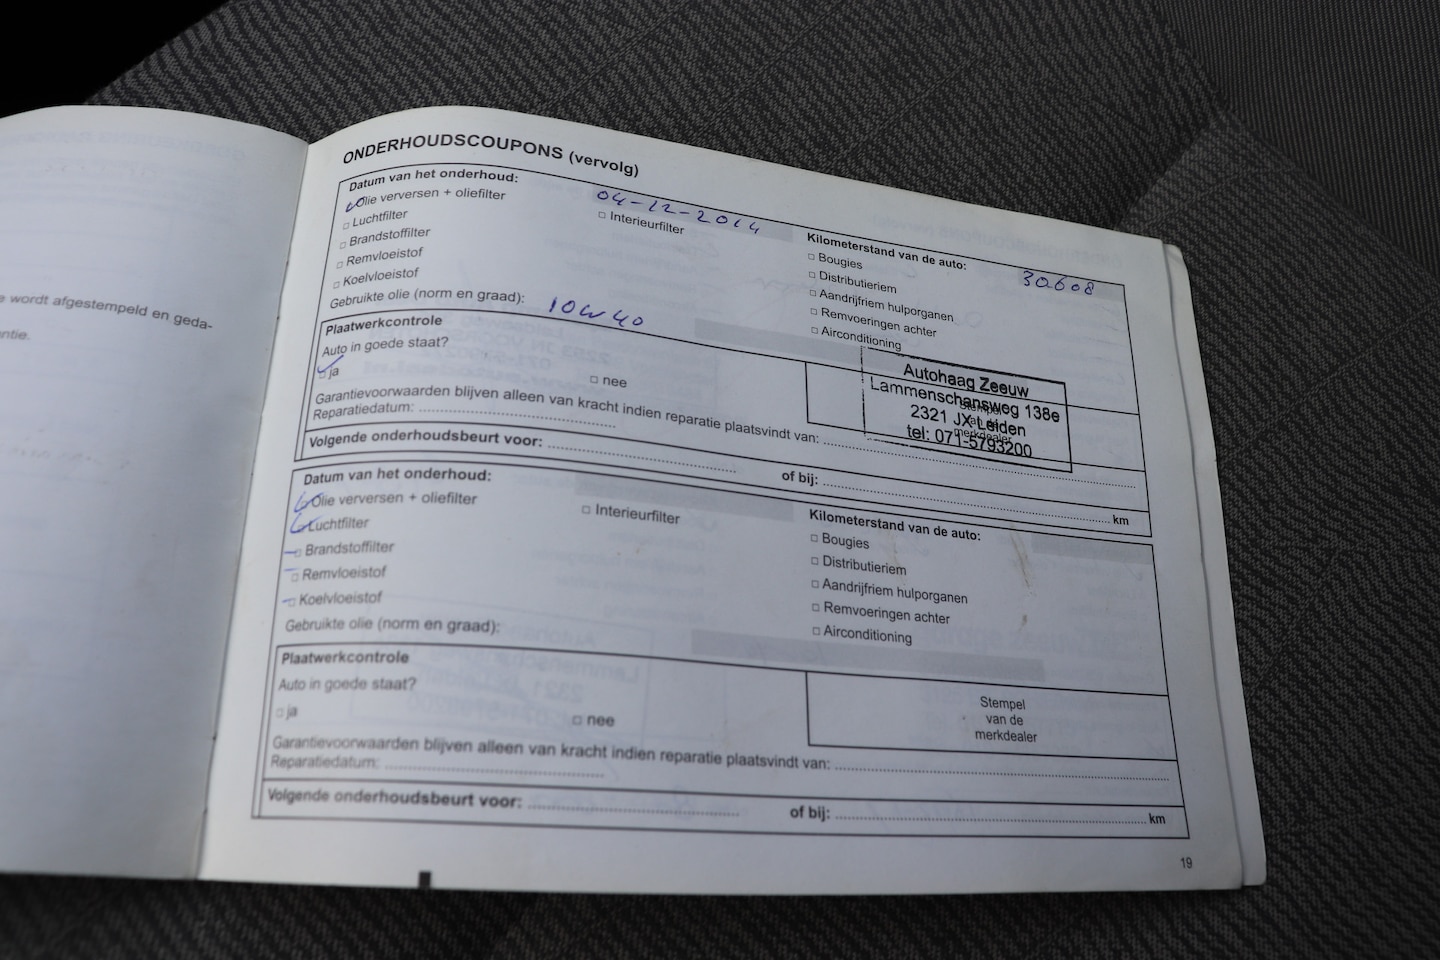 e wordt afgestempeld en geda-
ntie.
ONDERHOUDSCOUPONS (vervolg)
Datum van het onderhoud: 04-12-2014
Kilometerstand van de auto: 30608
Olie verversen + oliefilter
□ Luchtfilter
□ Brandstoffilter
□ Remvloeistof
□ Koelvloeistof
□ Interieurfilter
□ Bougies
□ Distributieriem
□ Aandrijfriem hulporganen
□ Remvoeringen achter
□ Airconditioning
Gebruikte olie (norm en graad): 10W40
Plaatwerkcontrole
Auto in goede staat?
□ ja
□ nee
Stempel
van de
merkdealer
Autohaag Zeeuw
Lammenschansweg 138e
2321 JX Leiden
tel: 071-5793200
Garantievoorwaarden blijven alleen van kracht indien reparatie plaatsvindt van:
Reparatiedatum:
Volgende onderhoudsbeurt voor: of bij: km
Datum van het onderhoud:
Kilometerstand van de auto:
□ Olie verversen + oliefilter
□ Luchtfilter
□ Brandstoffilter
□ Remvloeistof
□ Koelvloeistof
□ Interieurfilter
□ Bougies
□ Distributieriem
□ Aandrijfriem hulporganen
□ Remvoeringen achter
□ Airconditioning
Gebruikte olie (norm en graad):
Plaatwerkcontrole
Auto in goede staat?
□ ja
□ nee
Stempel
van de
merkdealer
Garantievoorwaarden blijven alleen van kracht indien reparatie plaatsvindt van:
Reparatiedatum:
Volgende onderhoudsbeurt voor: of bij: km
19